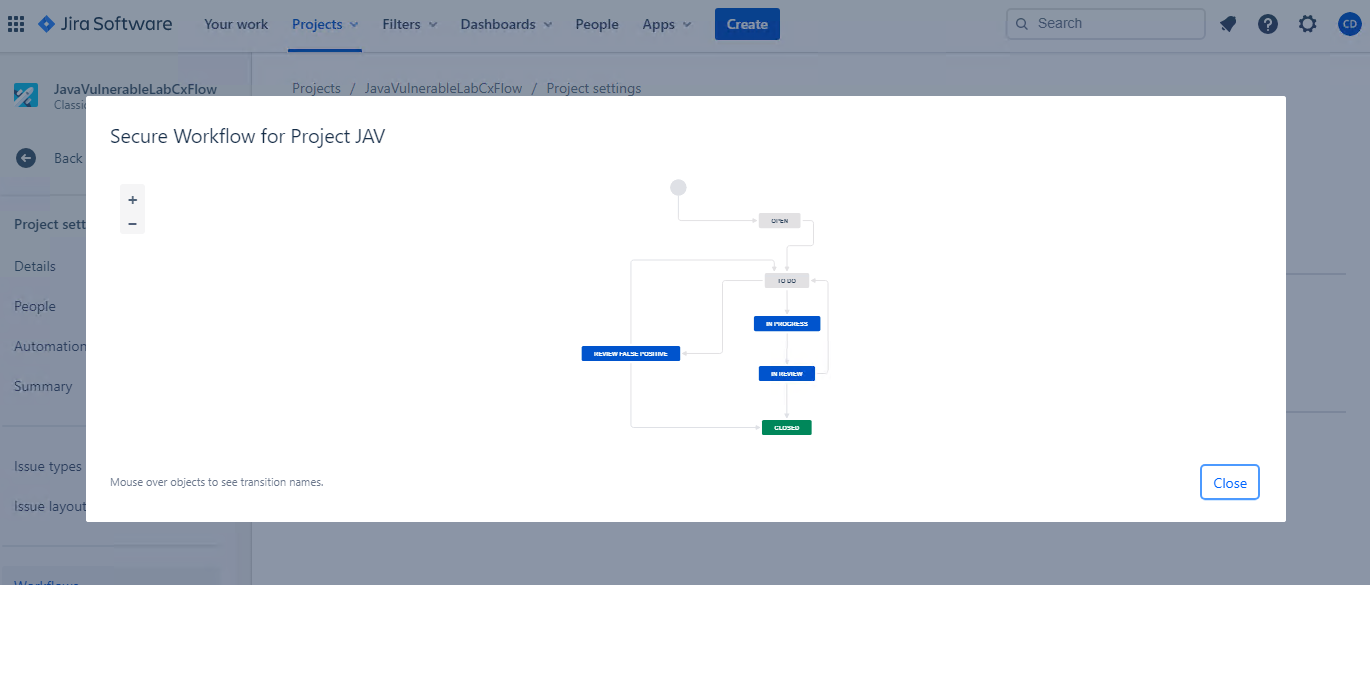 Jira Software Your work Projects Filters Dashboards People Apps Create Search CD
JavaVulnerableLabCxFlow
Classi
Projects / JavaVulnerableLabCxFlow / Project settings
Secure Workflow for Project JAV
Back
+
−
Project sett
Details
People
Automation
Summary
Issue types
Issue layout
Workflows
OPEN
TO DO
IN PROGRESS
REVIEW FALSE POSITIVE
IN REVIEW
CLOSED
Mouse over objects to see transition names.
Close